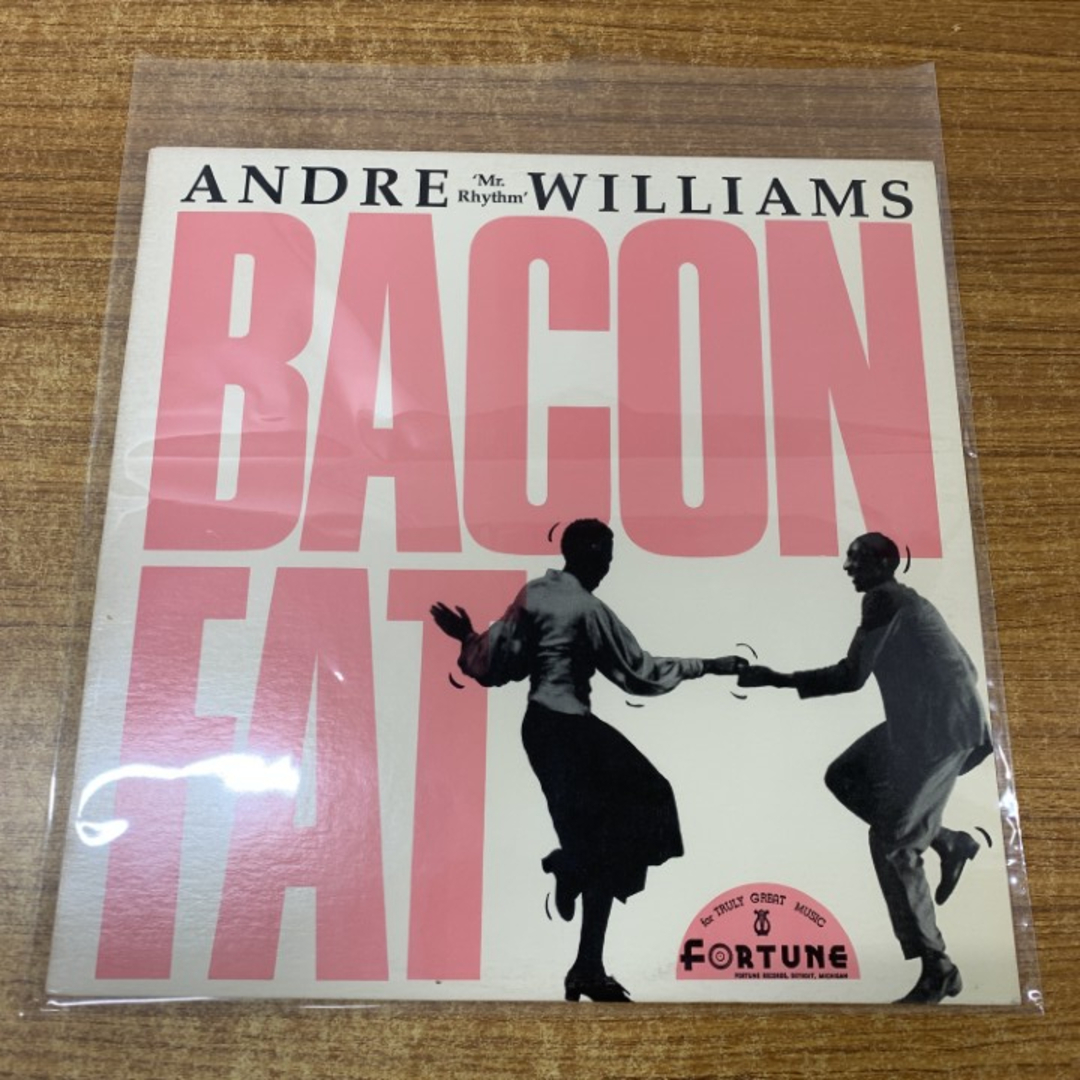 ANDRE 'Mr. Rhythm' WILLIAMS
BACON
FAT
for TRULY GREAT MUSIC
FORTUNE
FORTUNE RECORDS, DETROIT, MICHIGAN